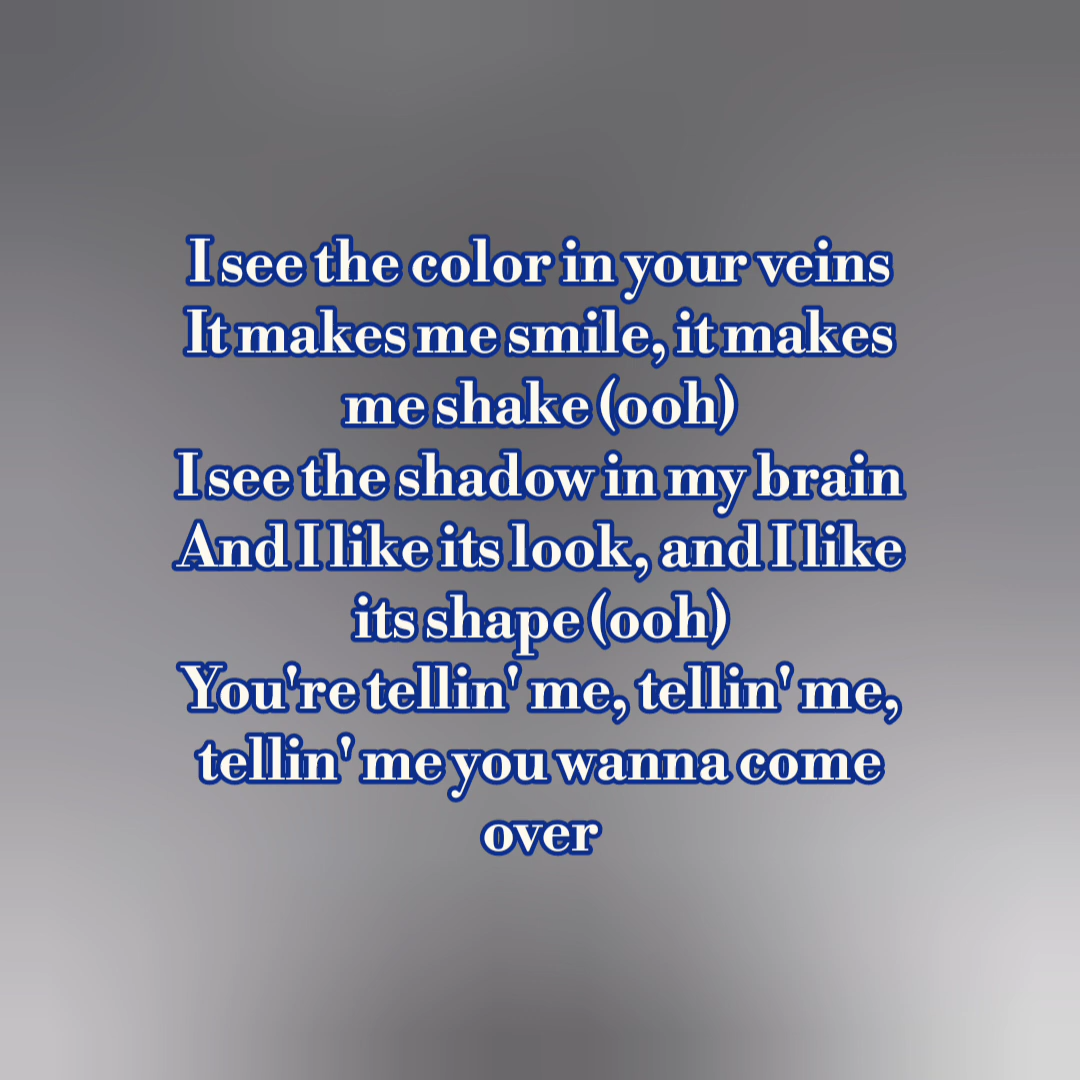 I see the color in your veins
It makes me smile, it makes
me shake (ooh)
I see the shadow in my brain
And I like its look, and I like
its shape (ooh)
You're tellin' me, tellin' me,
tellin' me you wanna come
over